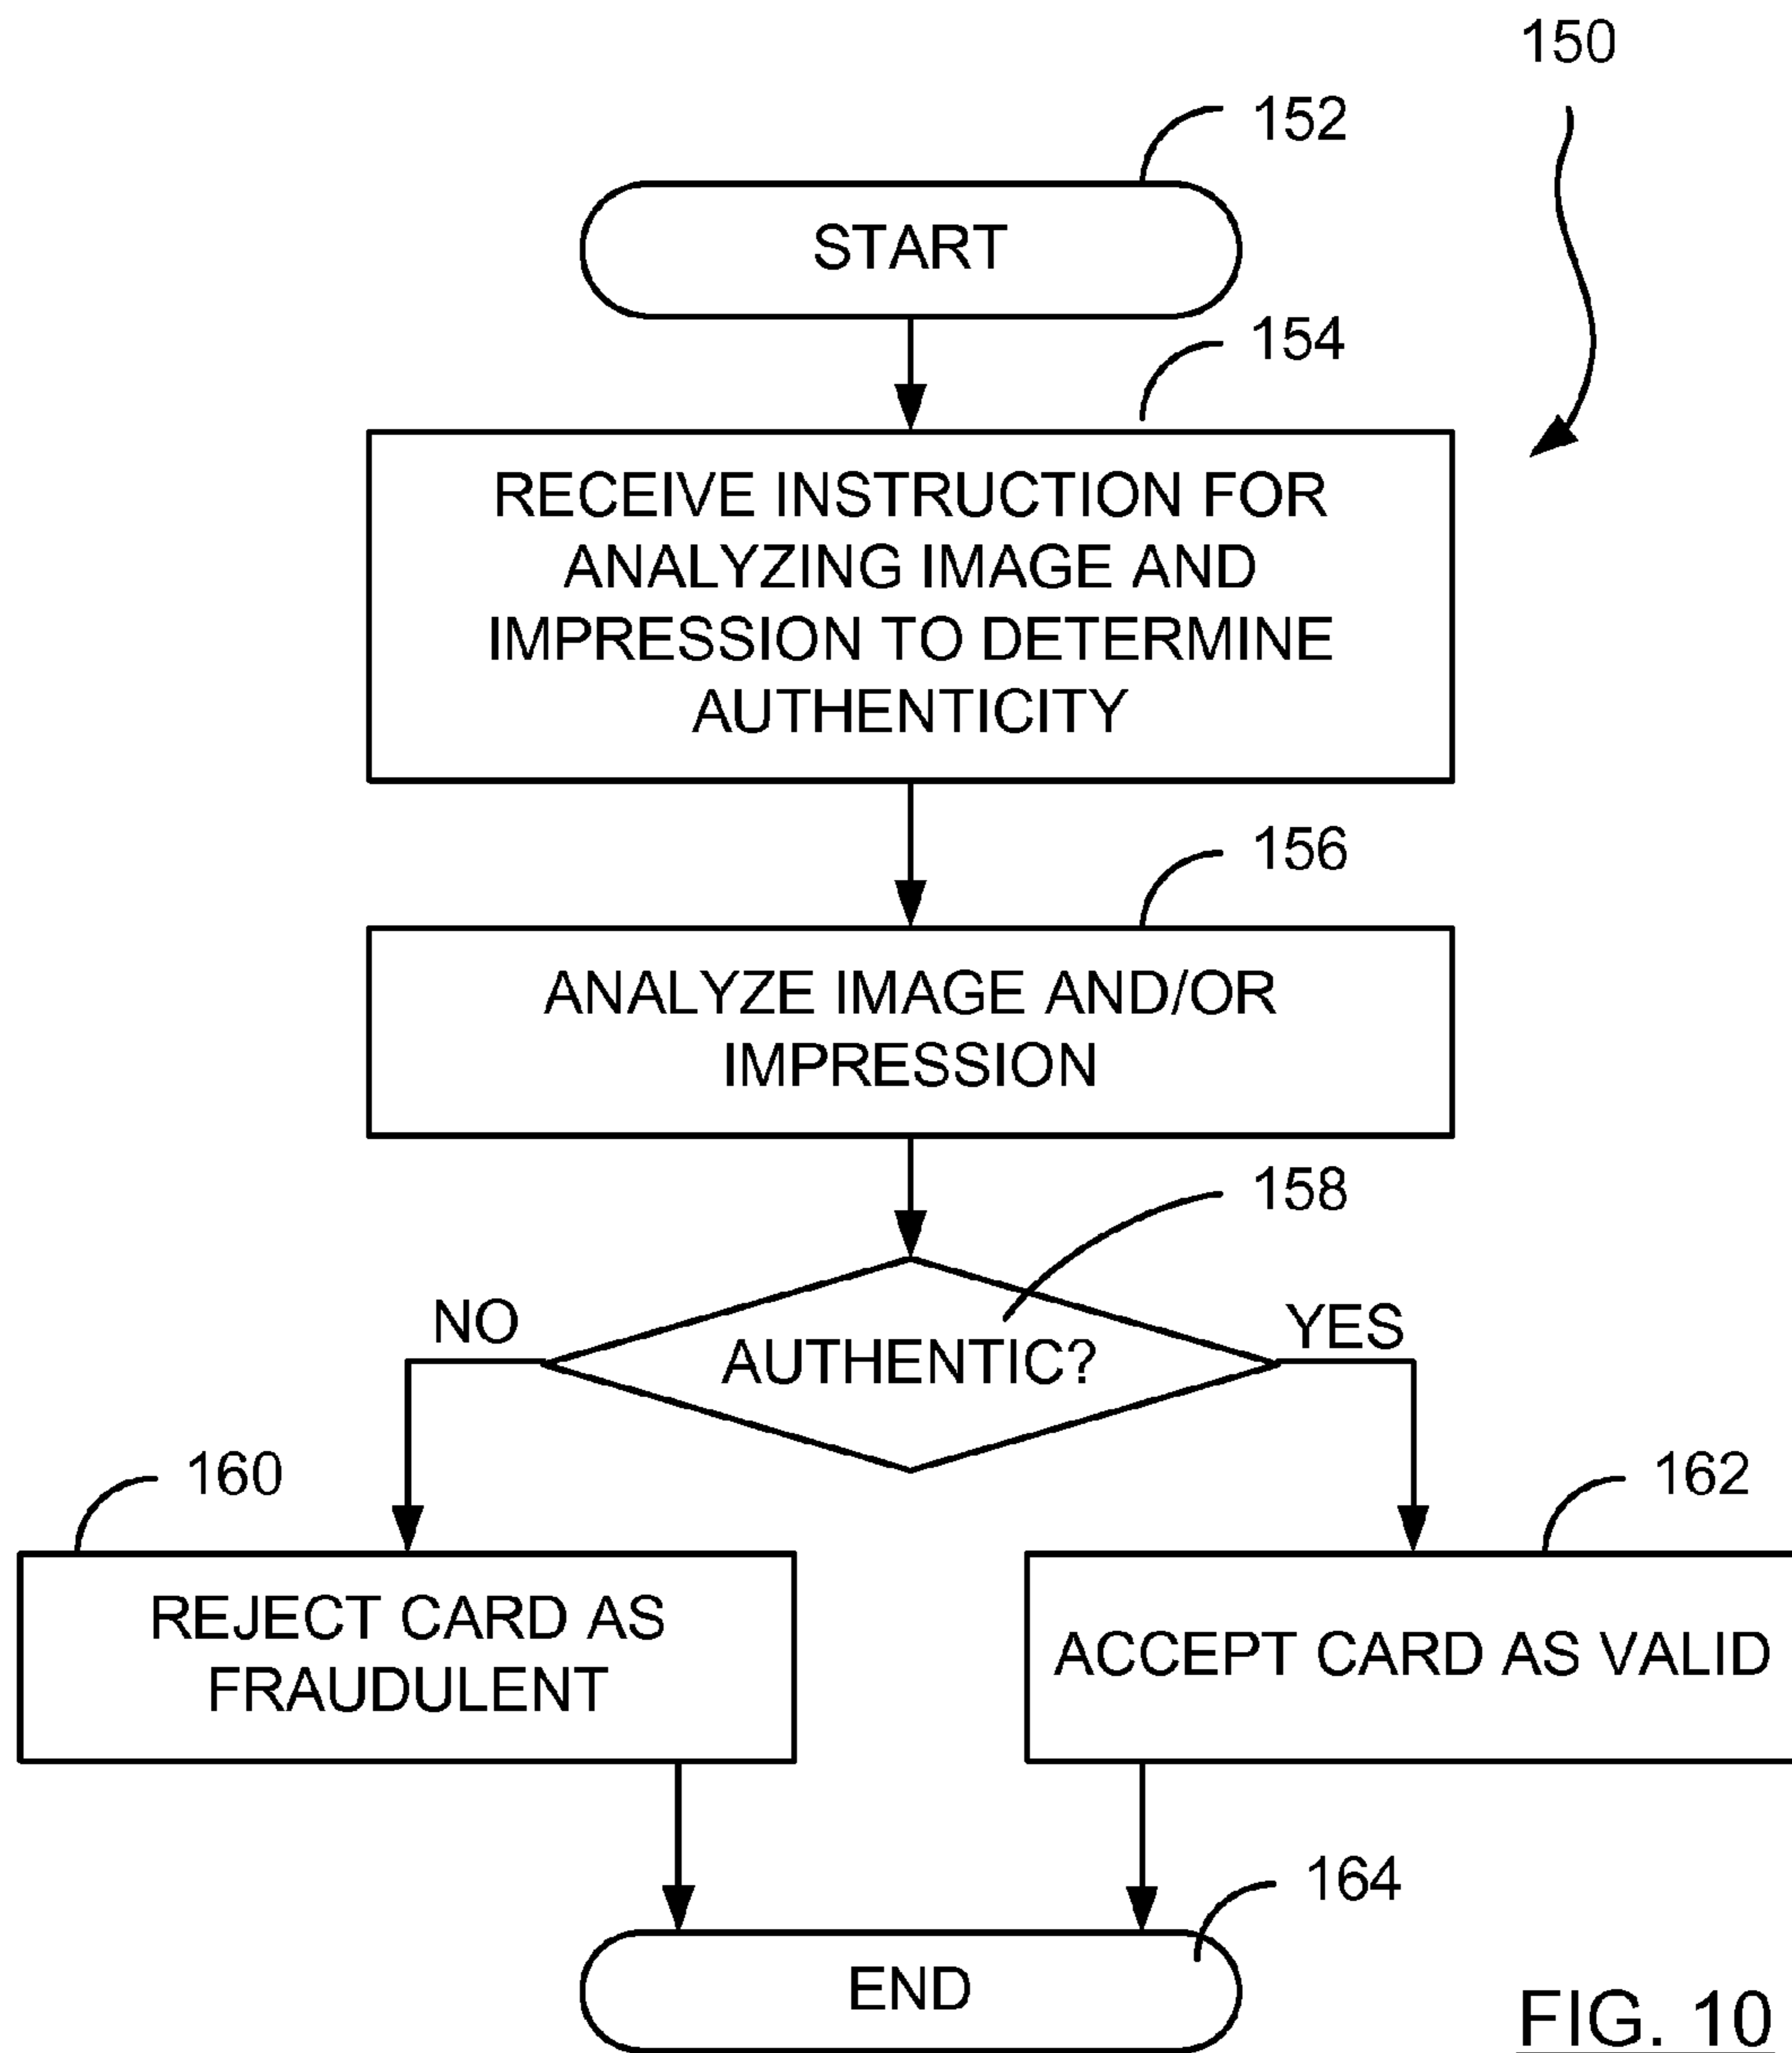 150
152
START
154
RECEIVE INSTRUCTION FOR
ANALYZING IMAGE AND
IMPRESSION TO DETERMINE
AUTHENTICITY
156
ANALYZE IMAGE AND/OR
IMPRESSION
158
NO
AUTHENTIC?
YES
160
162
REJECT CARD AS
FRAUDULENT
ACCEPT CARD AS VALID
164
END
FIG. 10